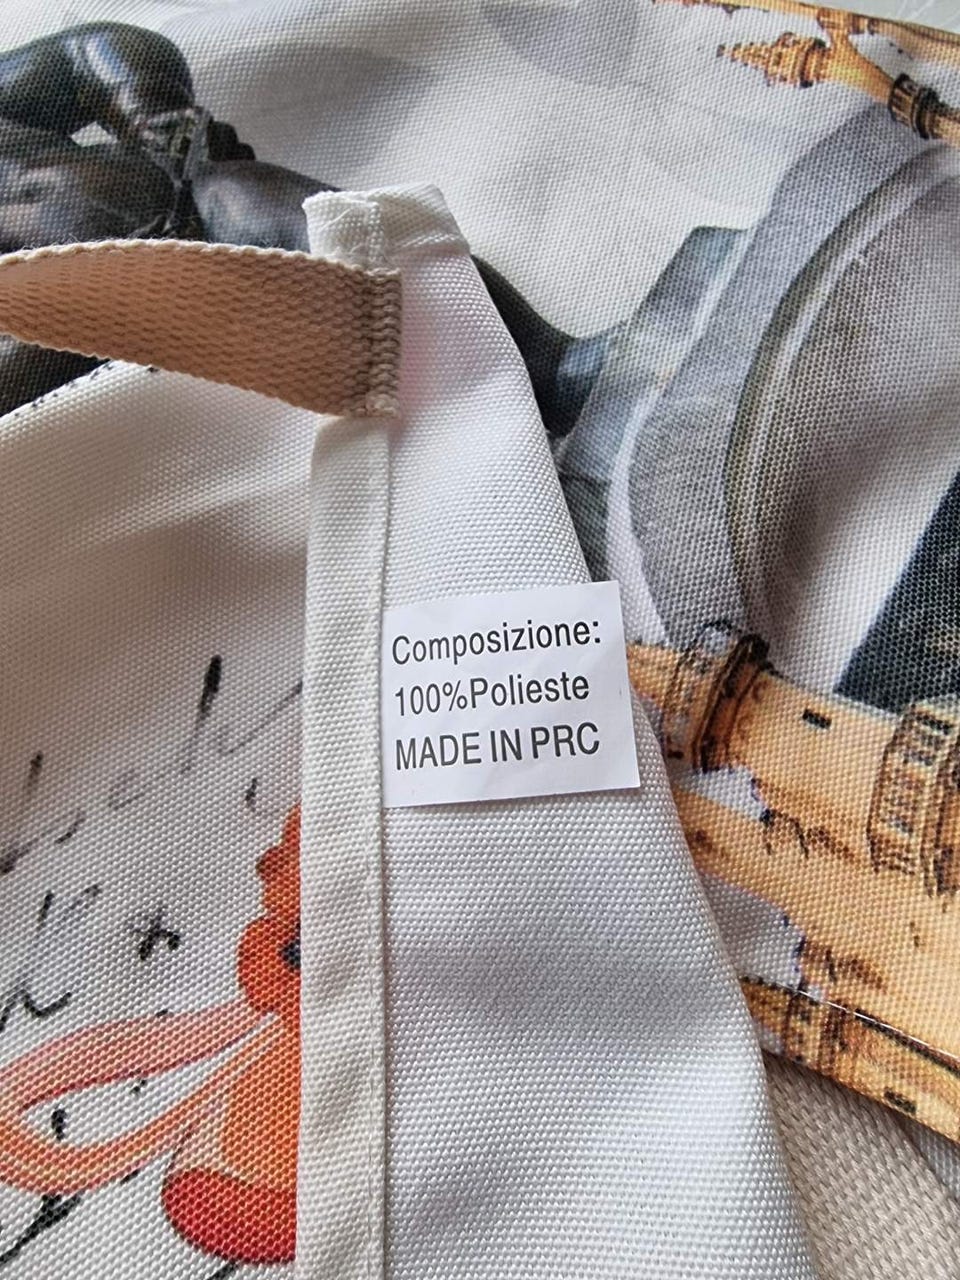 Composizione:
100%Polieste
MADE IN PRC